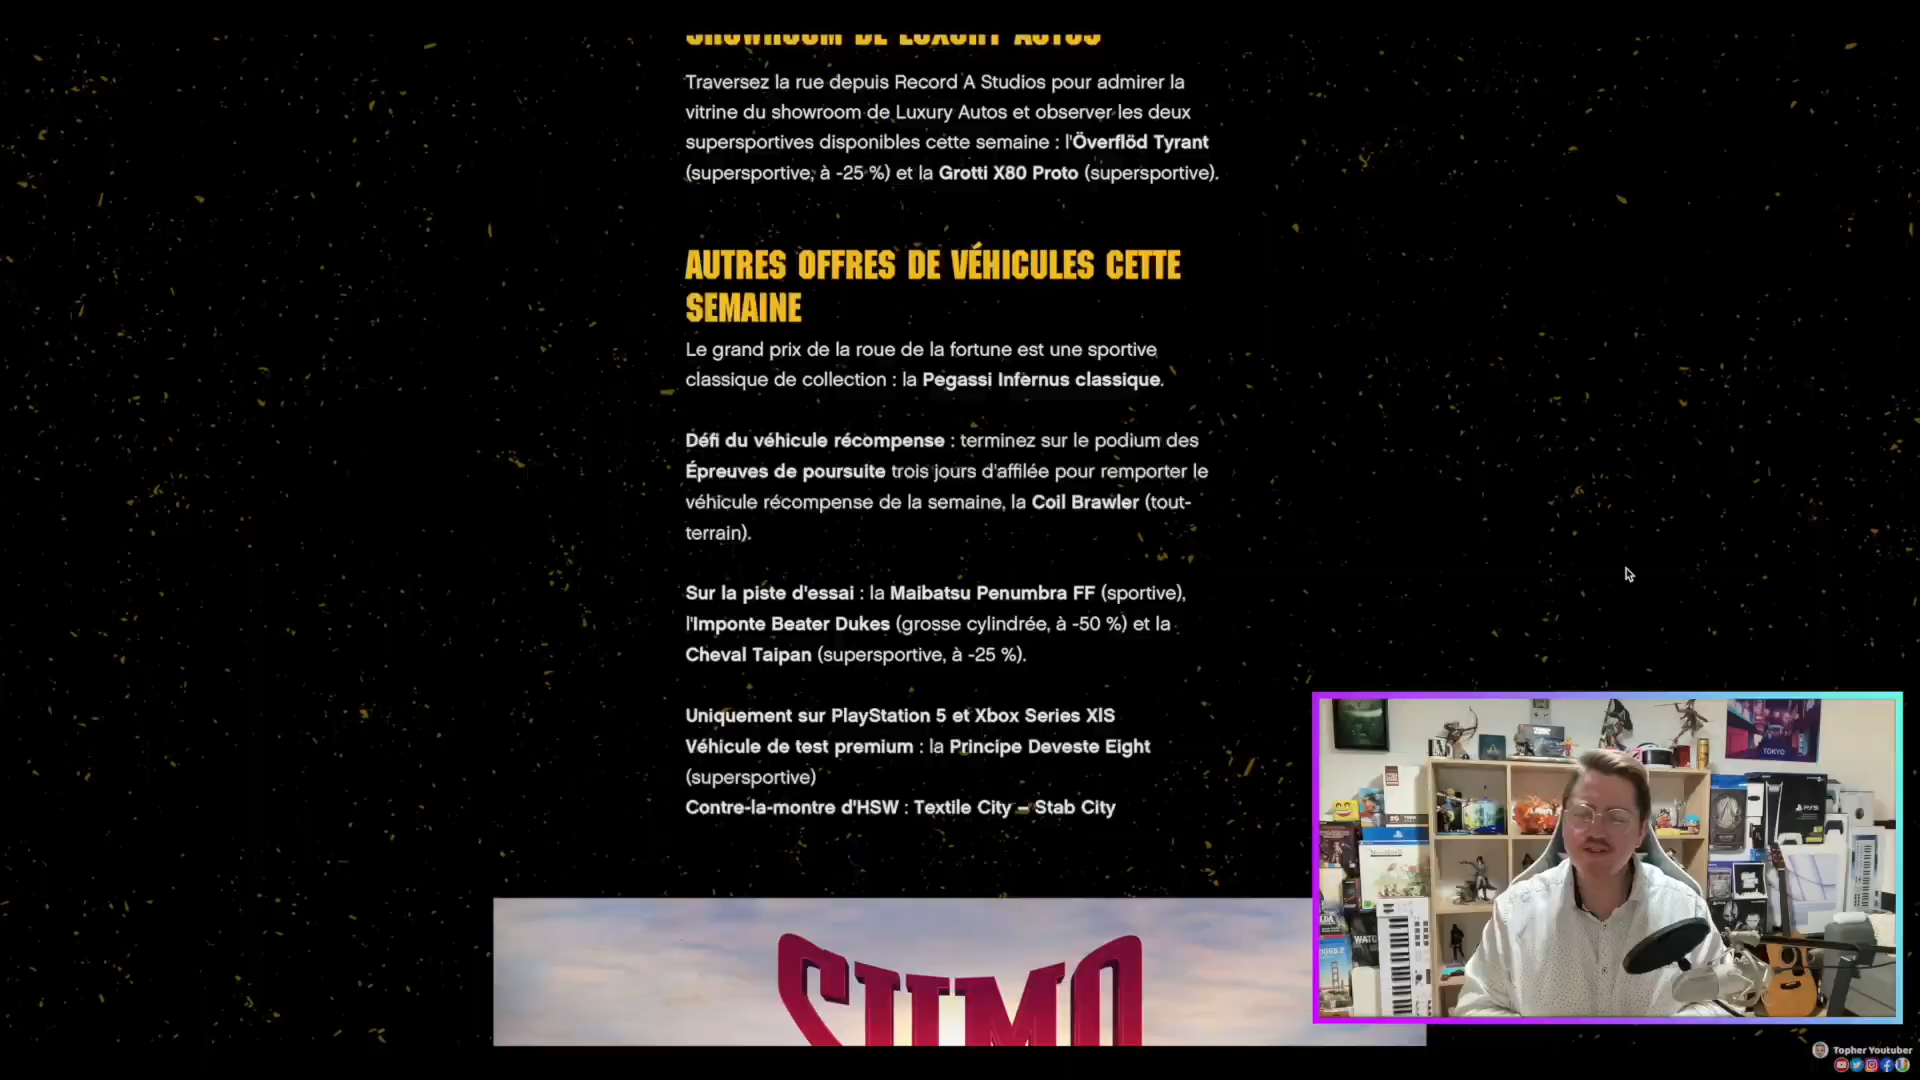 SHOWROOM DE LUXURY AUTOS
Traversez la rue depuis Record A Studios pour admirer la
vitrine du showroom de Luxury Autos et observer les deux
supersportives disponibles cette semaine : l'Överflöd Tyrant
(supersportive, à -25 %) et la Grotti X80 Proto (supersportive).
AUTRES OFFRES DE VÉHICULES CETTE
SEMAINE
Le grand prix de la roue de la fortune est une sportive
classique de collection : la Pegassi Infernus classique.
Défi du véhicule récompense : terminez sur le podium des
Épreuves de poursuite trois jours d'affilée pour remporter le
véhicule récompense de la semaine, la Coil Brawler (tout-
terrain).
Sur la piste d'essai : la Maibatsu Penumbra FF (sportive),
l'Imponte Beater Dukes (grosse cylindrée, à -50 %) et la
Cheval Taipan (supersportive, à -25 %).
Uniquement sur PlayStation 5 et Xbox Series X|S
Véhicule de test premium : la Principe Deveste Eight
(supersportive)
Contre-la-montre d'HSW : Textile City – Stab City
SUMO
TOKYO
PS5
Topher Youtuber